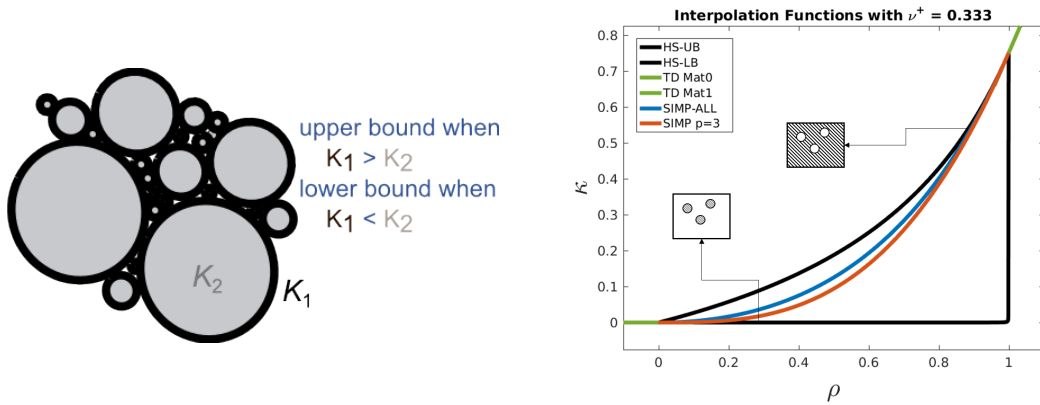 upper bound when
K1 > K2
lower bound when
K1 < K2
K2
K1
Interpolation Functions with ν+ = 0.333
HS-UB
HS-LB
TD Mat0
TD Mat1
SIMP-ALL
SIMP p=3
0.8
0.7
0.6
0.5
0.4
0.3
0.2
0.1
0
κ
0
0.2
0.4
0.6
0.8
1
ρ